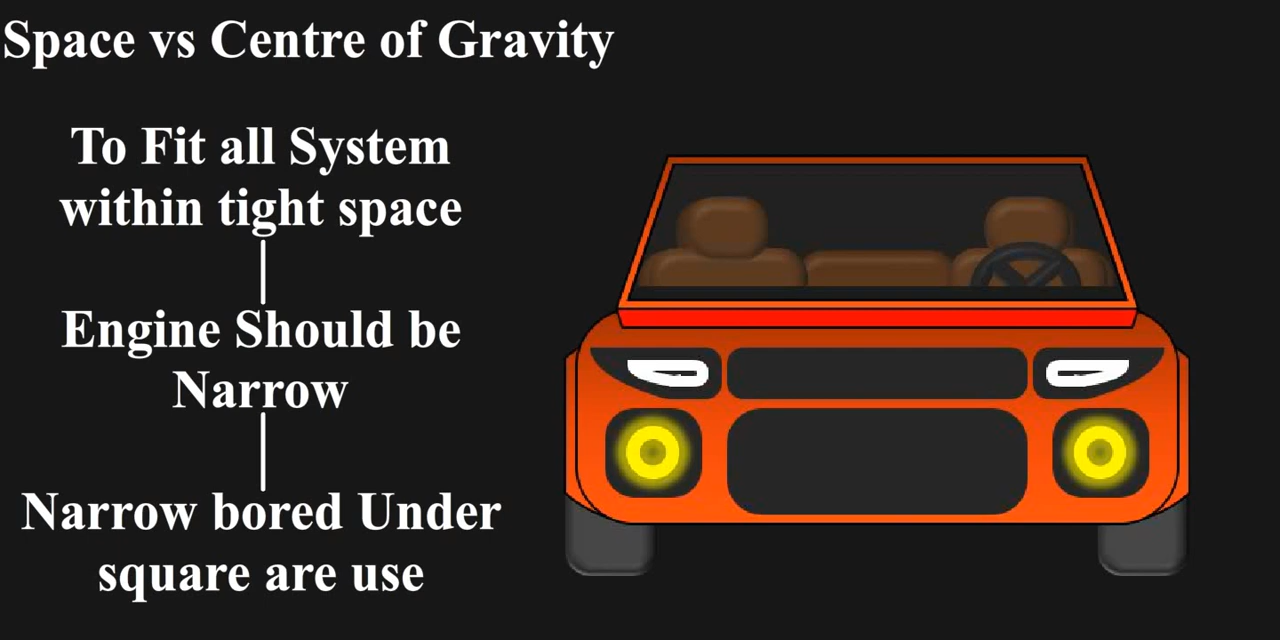 Space vs Centre of Gravity
To Fit all System
within tight space
Engine Should be
Narrow
Narrow bored Under
square are use